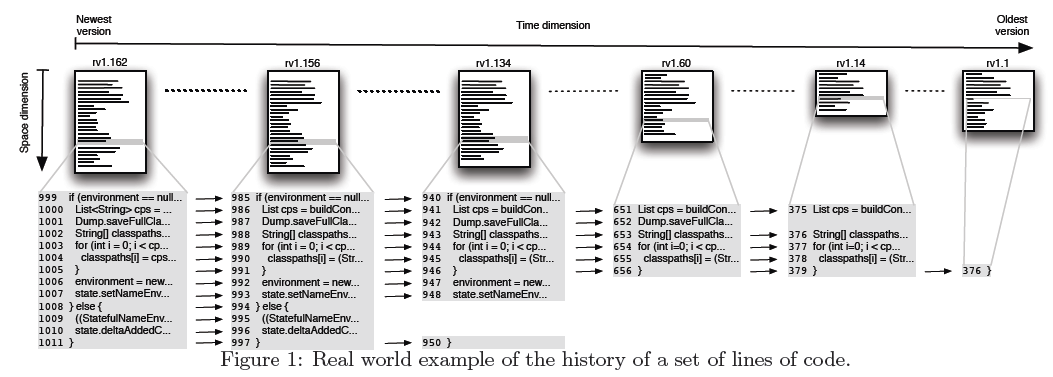 Newest version
Time dimension
Oldest version
Space dimension
rv1.162
rv1.156
rv1.134
rv1.60
rv1.14
rv1.1
999 if (environment == null...
1000 List<String> cps = ...
1001 Dump.saveFullCla...
1002 String[] classpaths...
1003 for (int i = 0; i < cp...
1004 classpaths[i] = cps...
1005 }
1006 environment = new...
1007 state.setNameEnv...
1008 } else {
1009 ((StatefulNameEnv...
1010 state.deltaAddedC...
1011 }
985 if (environment == null...
986 List cps = buildCon...
987 Dump.saveFullCla...
988 String[] classpaths...
989 for (int i = 0; i < cp...
990 classpaths[i] = (Str...
991 }
992 environment = new...
993 state.setNameEnv...
994 } else {
995 ((StatefulNameEnv...
996 state.deltaAddedC...
997 }
940 if (environment == null...
941 List cps = buildCon...
942 Dump.saveFullCla...
943 String[] classpaths...
944 for (int i = 0; i < cp...
945 classpaths[i] = (Str...
946 }
947 environment = new...
948 state.setNameEnv...
950 }
651 List cps = buildCon...
652 Dump.saveFullCla...
653 String[] classpaths...
654 for (int i=0; i < cp...
655 classpaths[i] = (Str...
656 }
375 List cps = buildCon...
376 String[] classpaths...
377 for (int i=0; i < cp...
378 classpaths[i] = (Str...
379 }
376 }
Figure 1: Real world example of the history of a set of lines of code.